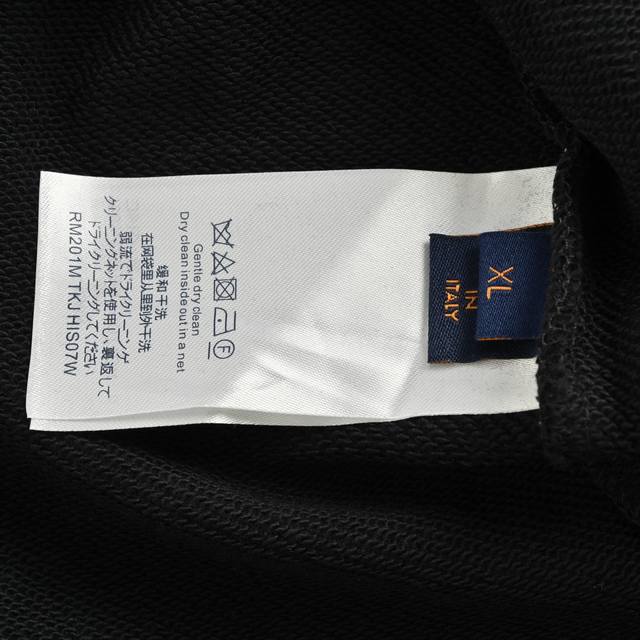 Gentle dry clean
Dry clean inside out in a net
缓和干洗
在网袋里从里到外干洗
弱流でドライクリーニング
クリーニングネットを使用し、裏返して
ドライクリーニングしてください
RM201M TKJ HIS07W
XL
IN
ITALY